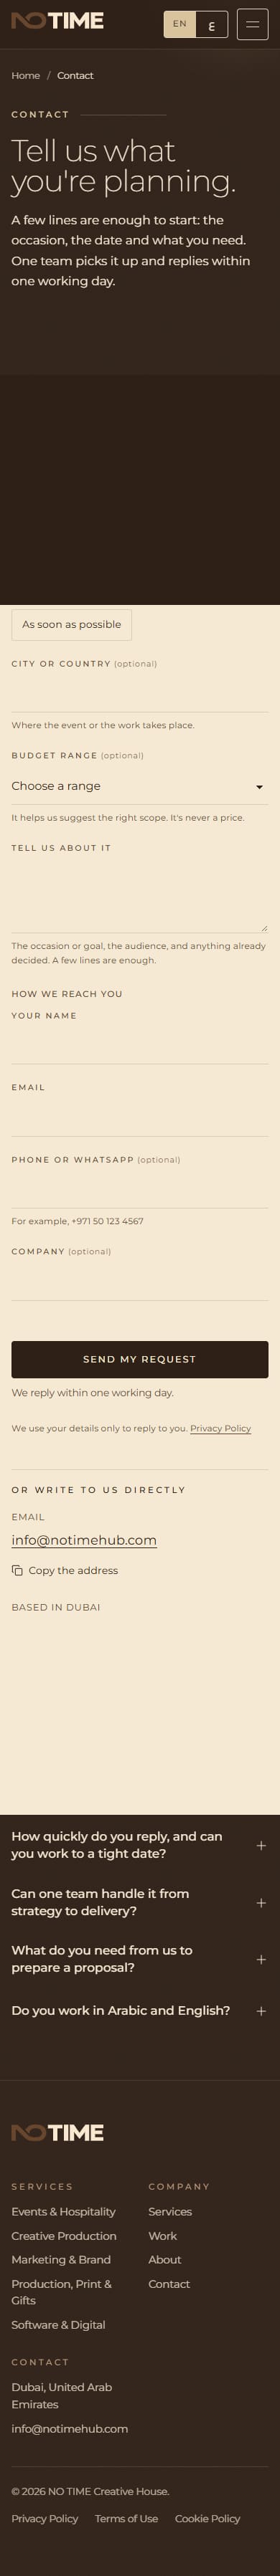 NOTIME
EN
ع
Home / Contact
CONTACT
Tell us what
you're planning.
A few lines are enough to start: the
occasion, the date and what you need.
One team picks it up and replies within
one working day.
As soon as possible
CITY OR COUNTRY (optional)
Where the event or the work takes place.
BUDGET RANGE (optional)
Choose a range
It helps us suggest the right scope. It's never a price.
TELL US ABOUT IT
The occasion or goal, the audience, and anything already
decided. A few lines are enough.
HOW WE REACH YOU
YOUR NAME
EMAIL
PHONE OR WHATSAPP (optional)
For example, +971 50 123 4567
COMPANY (optional)
SEND MY REQUEST
We reply within one working day.
We use your details only to reply to you. Privacy Policy
OR WRITE TO US DIRECTLY
EMAIL
info@notimehub.com
Copy the address
BASED IN DUBAI
How quickly do you reply, and can
you work to a tight date?
Can one team handle it from
strategy to delivery?
What do you need from us to
prepare a proposal?
Do you work in Arabic and English?
NOTIME
SERVICES
Events & Hospitality
Creative Production
Marketing & Brand
Production, Print &
Gifts
Software & Digital
COMPANY
Services
Work
About
Contact
CONTACT
Dubai, United Arab
Emirates
info@notimehub.com
© 2026 NO TIME Creative House.
Privacy Policy Terms of Use Cookie Policy